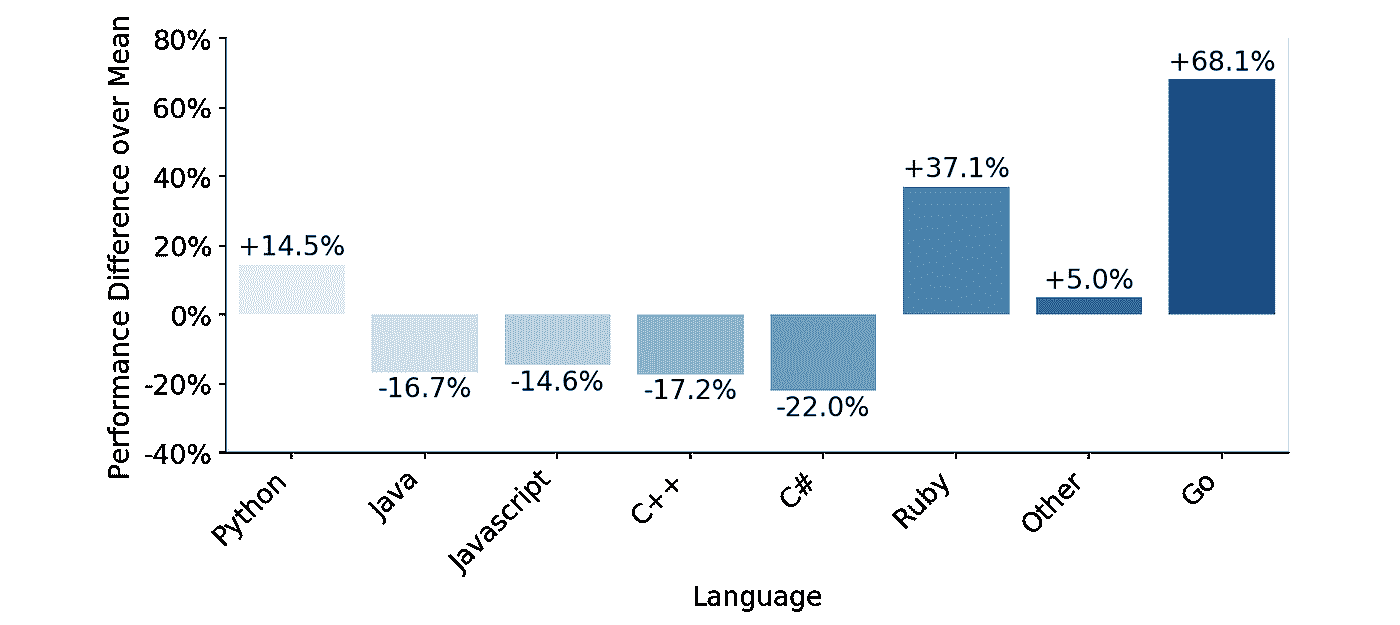 Performance Difference over Mean
80%
60%
40%
20%
0%
-20%
-40%
+14.5%
-16.7%
-14.6%
-17.2%
-22.0%
+37.1%
+5.0%
+68.1%
Python
Java
Javascript
C++
C#
Ruby
Other
Go
Language